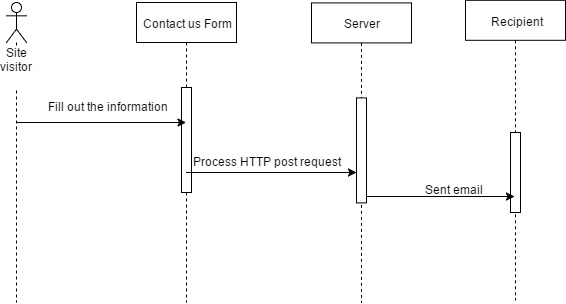 Contact us Form
Server
Recipient
Site
visitor
Fill out the information
Process HTTP post request
Sent email